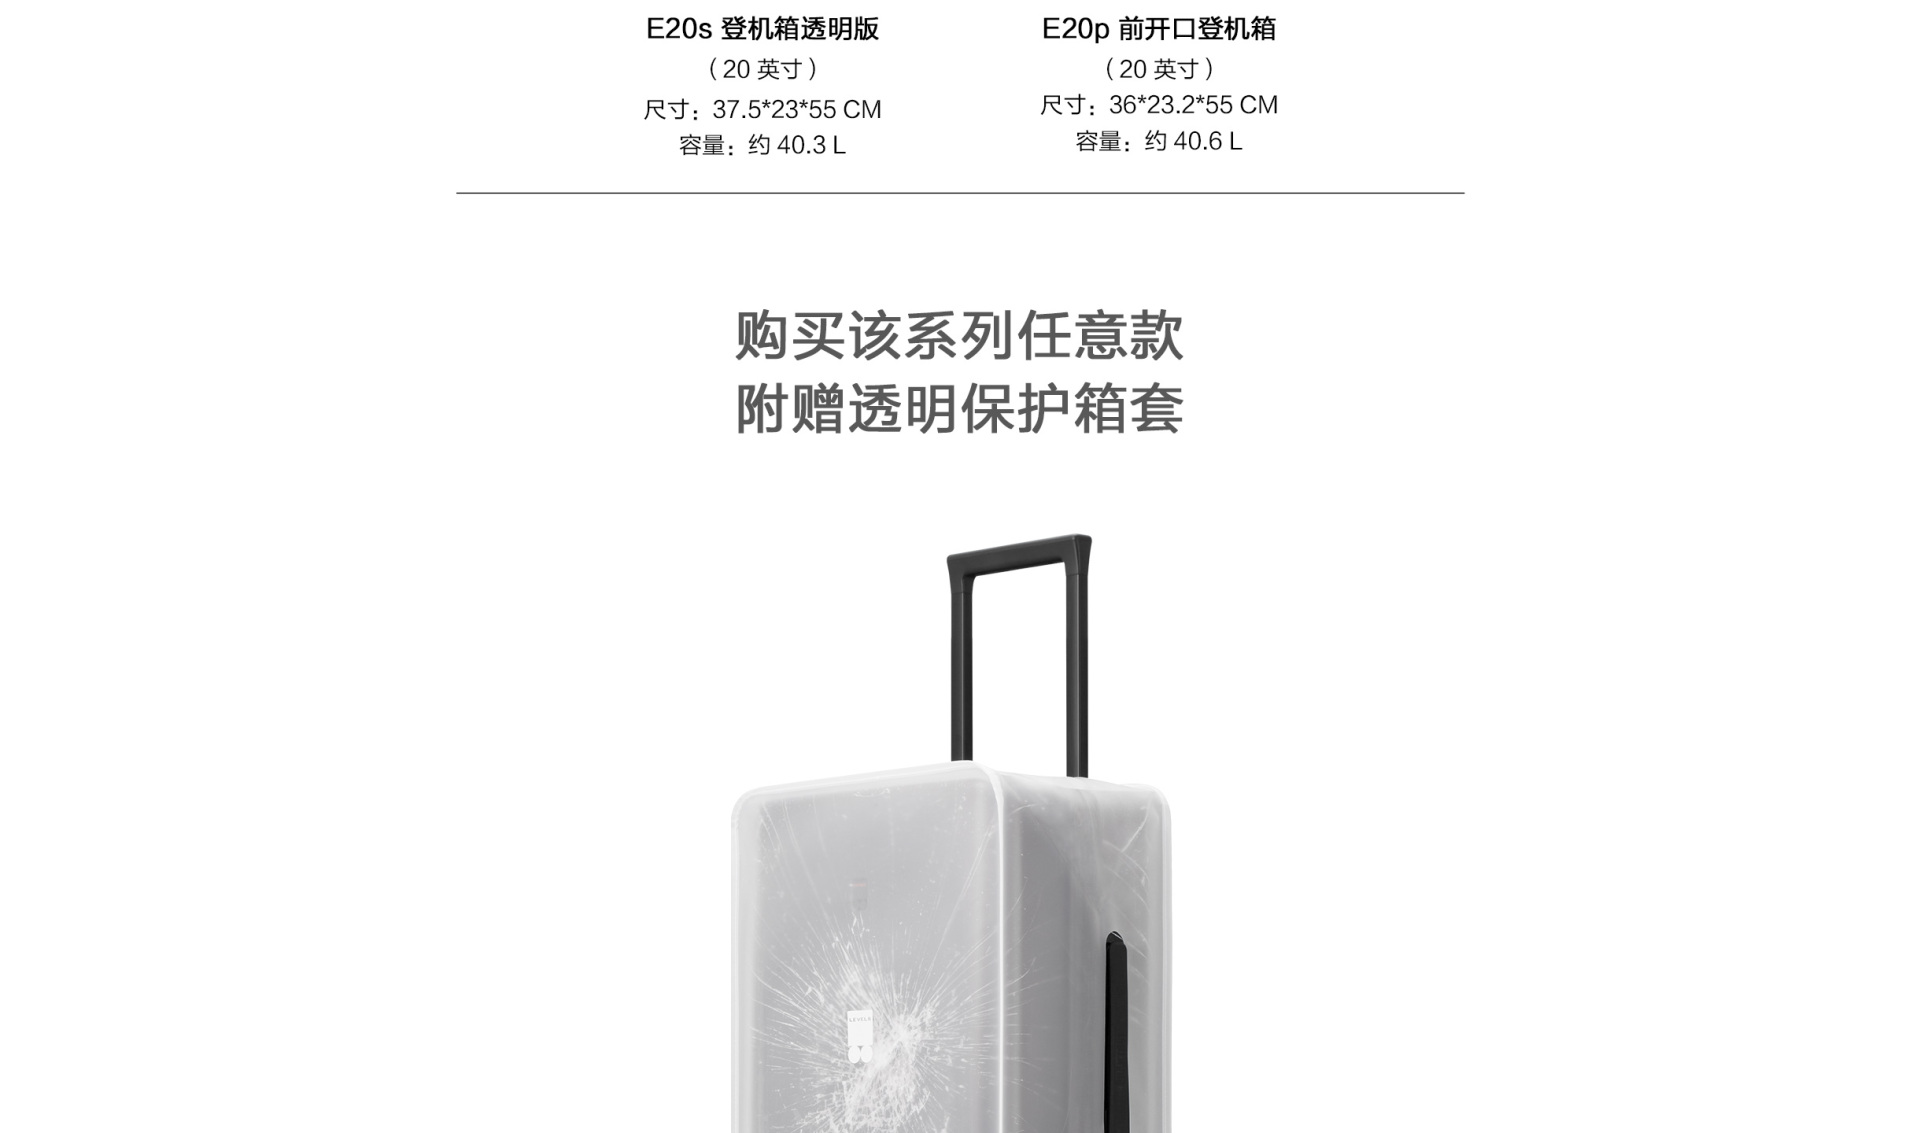 E20s 登机箱透明版
（20 英寸）
尺寸：37.5*23*55 CM
容量：约 40.3 L
E20p 前开口登机箱
（20 英寸）
尺寸：36*23.2*55 CM
容量：约 40.6 L
购买该系列任意款
附赠透明保护箱套
LEVEL8